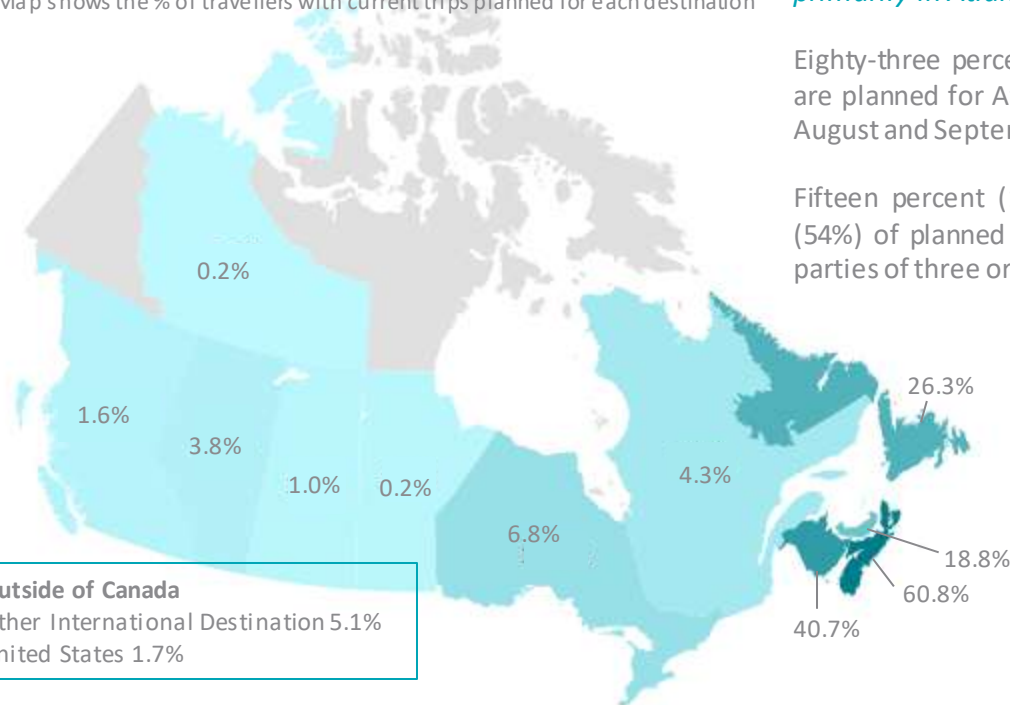 Map shows the % of travellers with current trips planned for each destination
primarily in
Eighty-three
are planned for
August and
Fifteen percent (
(54%) of planned
parties of three or
0.2%
26.3%
1.6%
3.8%
4.3%
1.0%
0.2%
6.8%
18.8%
60.8%
40.7%
utside of Canada
ther International Destination 5.1%
nited States 1.7%